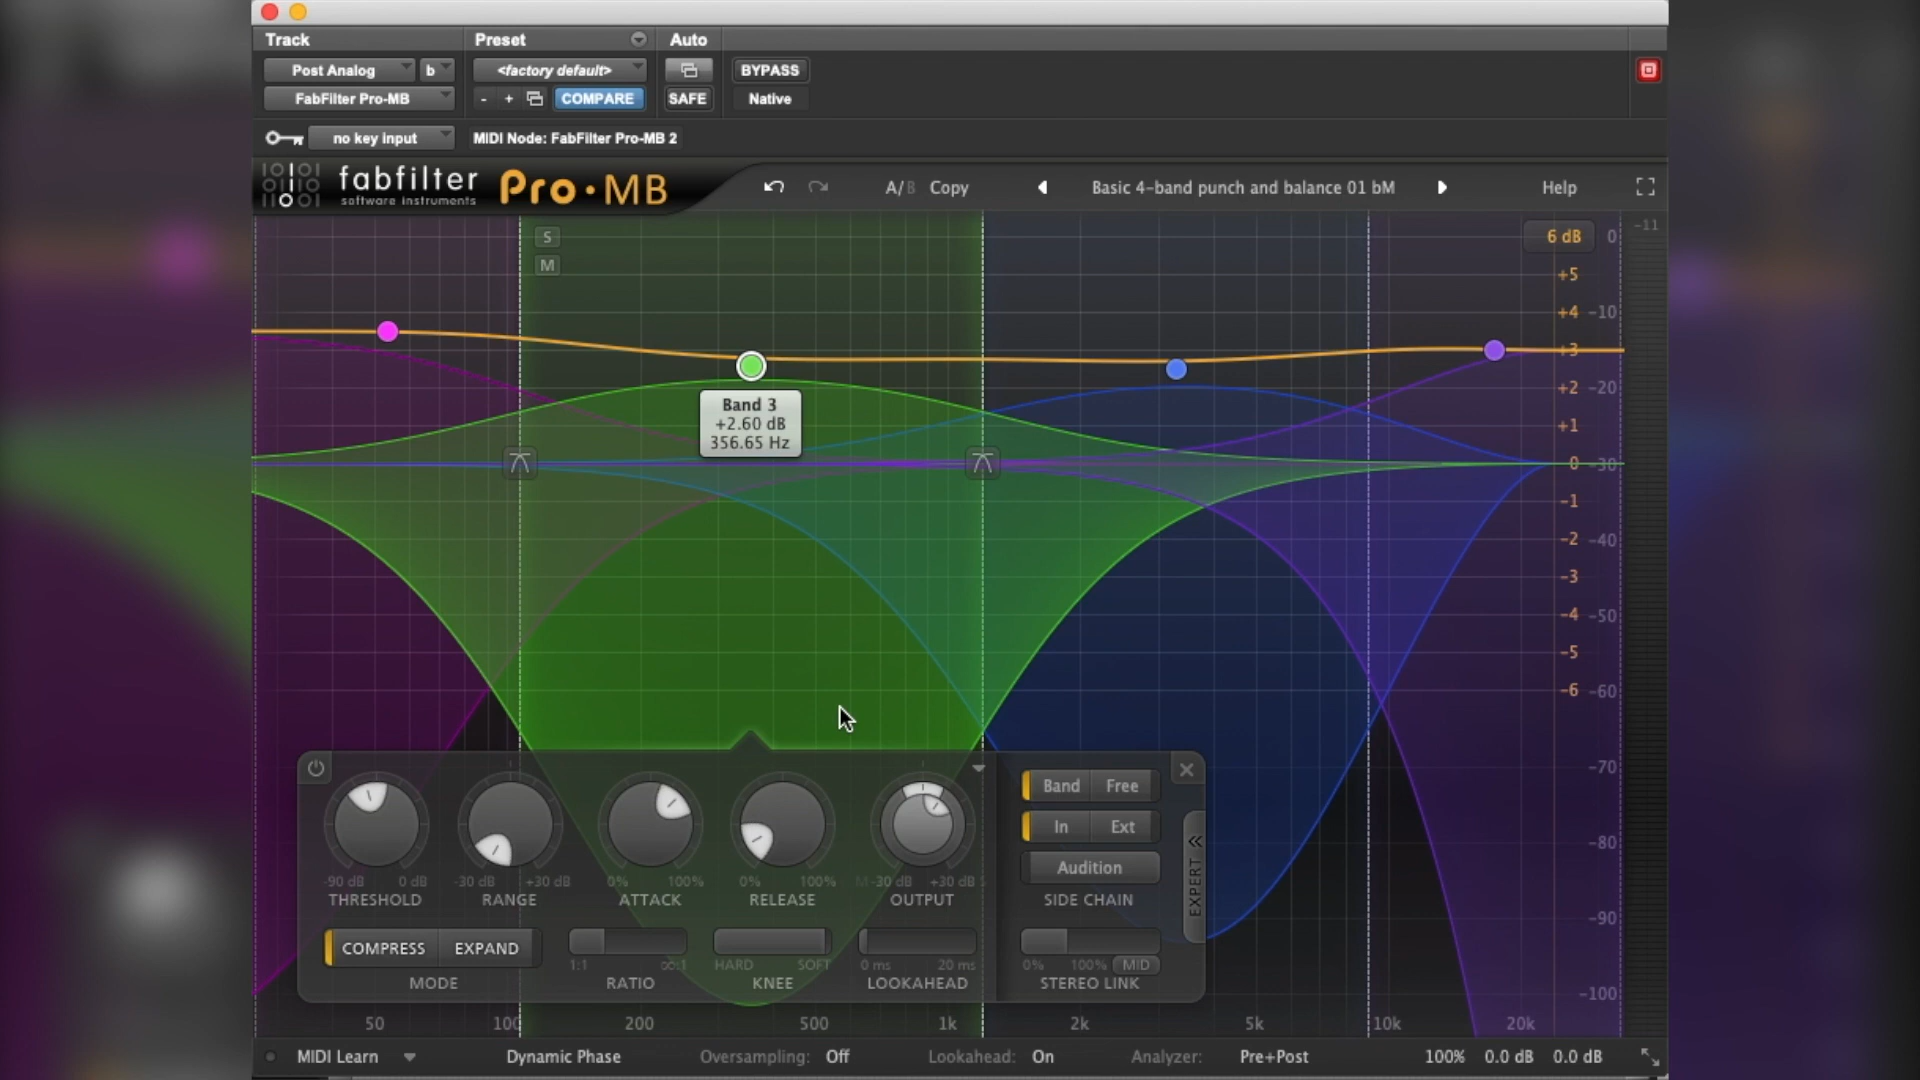 Track
Preset
Auto
Post Analog
b
<factory default>
BYPASS
FabFilter Pro-MB
-
+
COMPARE
SAFE
Native
no key input
MIDI Node: FabFilter Pro-MB 2
fabfilter
software instruments
Pro·MB
A/B
Copy
Basic 4-band punch and balance 01 bM
Help
S
M
6 dB
0
-11
+5
+4
-10
+3
+2
-20
+1
0
-30
-1
-2
-40
-3
-4
-50
-5
-6
-60
-70
-80
-90
-100
Band 3
+2.60 dB
356.65 Hz
-90 dB
0 dB
THRESHOLD
-30 dB
+30 dB
RANGE
0%
100%
ATTACK
0%
100%
RELEASE
M
-30 dB
+30 dB
S
OUTPUT
Band
Free
In
Ext
Audition
SIDE CHAIN
EXPERT
COMPRESS
EXPAND
MODE
1:1
∞:1
RATIO
HARD
SOFT
KNEE
0 ms
20 ms
LOOKAHEAD
0%
100%
MID
STEREO LINK
50
100
200
500
1k
2k
5k
10k
20k
MIDI Learn
Dynamic Phase
Oversampling: Off
Lookahead: On
Analyzer: Pre+Post
100%
0.0 dB
0.0 dB